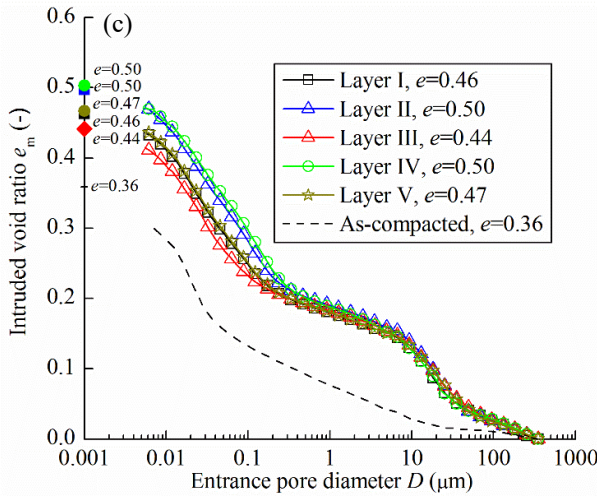 (c)
0.6
0.5
0.4
0.3
0.2
0.1
0.0
Intruded void ratio em (-)
e=0.50
e=0.50
e=0.47
e=0.46
e=0.44
e=0.36
Layer I, e=0.46
Layer II, e=0.50
Layer III, e=0.44
Layer IV, e=0.50
Layer V, e=0.47
As-compacted, e=0.36
0.001 0.01 0.1 1 10 100 1000
Entrance pore diameter D (μm)